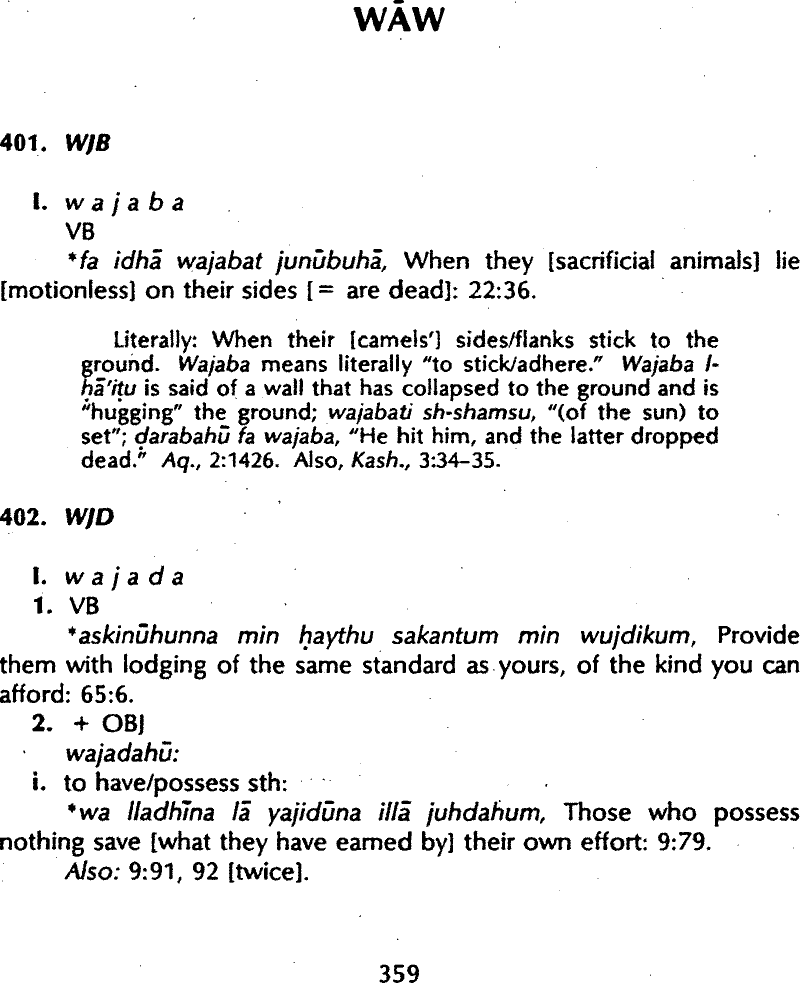 WĀW
401. WJB
I. w a j a b a
VB
*fa idhā wajabat junūbuhā, When they [sacrificial animals] lie
[motionless] on their sides [= are dead]: 22:36.
Literally: When their [camels'] sides/flanks stick to the
ground. Wajaba means literally "to stick/adhere." Wajaba l-
ḥā'iṭu is said of a wall that has collapsed to the ground and is
"hugging" the ground; wajabati sh-shamsu, "(of the sun) to
set"; ḍarabahū fa wajaba, "He hit him, and the latter dropped
dead." Aq., 2:1426. Also, Kash., 3:34–35.
402. WJD
I. w a j a d a
1. VB
*askinūhunna min ḥaythu sakantum min wujdikum, Provide
them with lodging of the same standard as yours, of the kind you can
afford: 65:6.
2. + OBJ
wajadahū:
i. to have/possess sth:
*wa lladhīna lā yajidūna illā juhdahum, Those who possess
nothing save [what they have earned by] their own effort: 9:79.
Also: 9:91, 92 [twice].
359